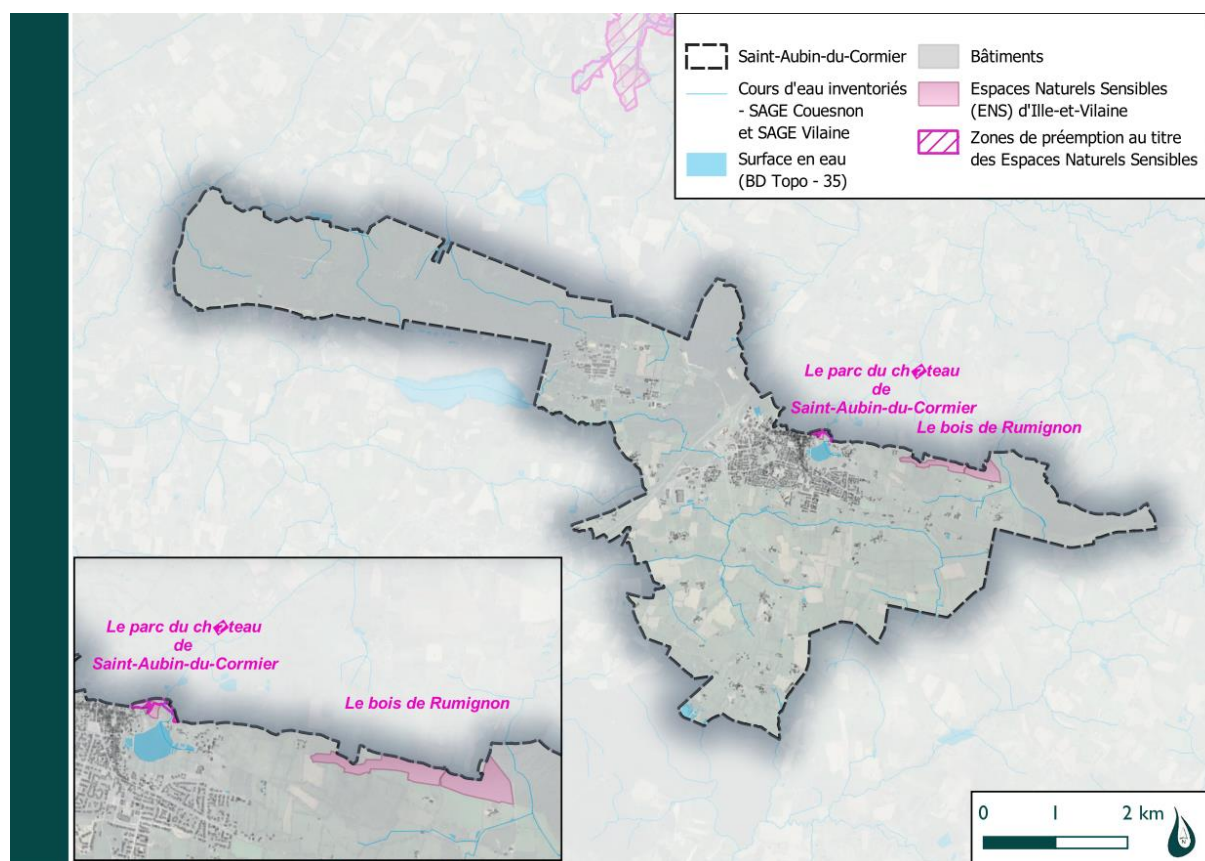 Saint-Aubin-du-Cormier
Cours d'eau inventoriés
- SAGE Couesnon
et SAGE Vilaine
Surface en eau
(BD Topo - 35)
Bâtiments
Espaces Naturels Sensibles
(ENS) d'Ille-et-Vilaine
Zones de préemption au titre
des Espaces Naturels Sensibles
Le parc du ch�teau
de
Saint-Aubin-du-Cormier
Le bois de Rumignon
Le parc du ch�teau
de
Saint-Aubin-du-Cormier
Le bois de Rumignon
0 1 2 km